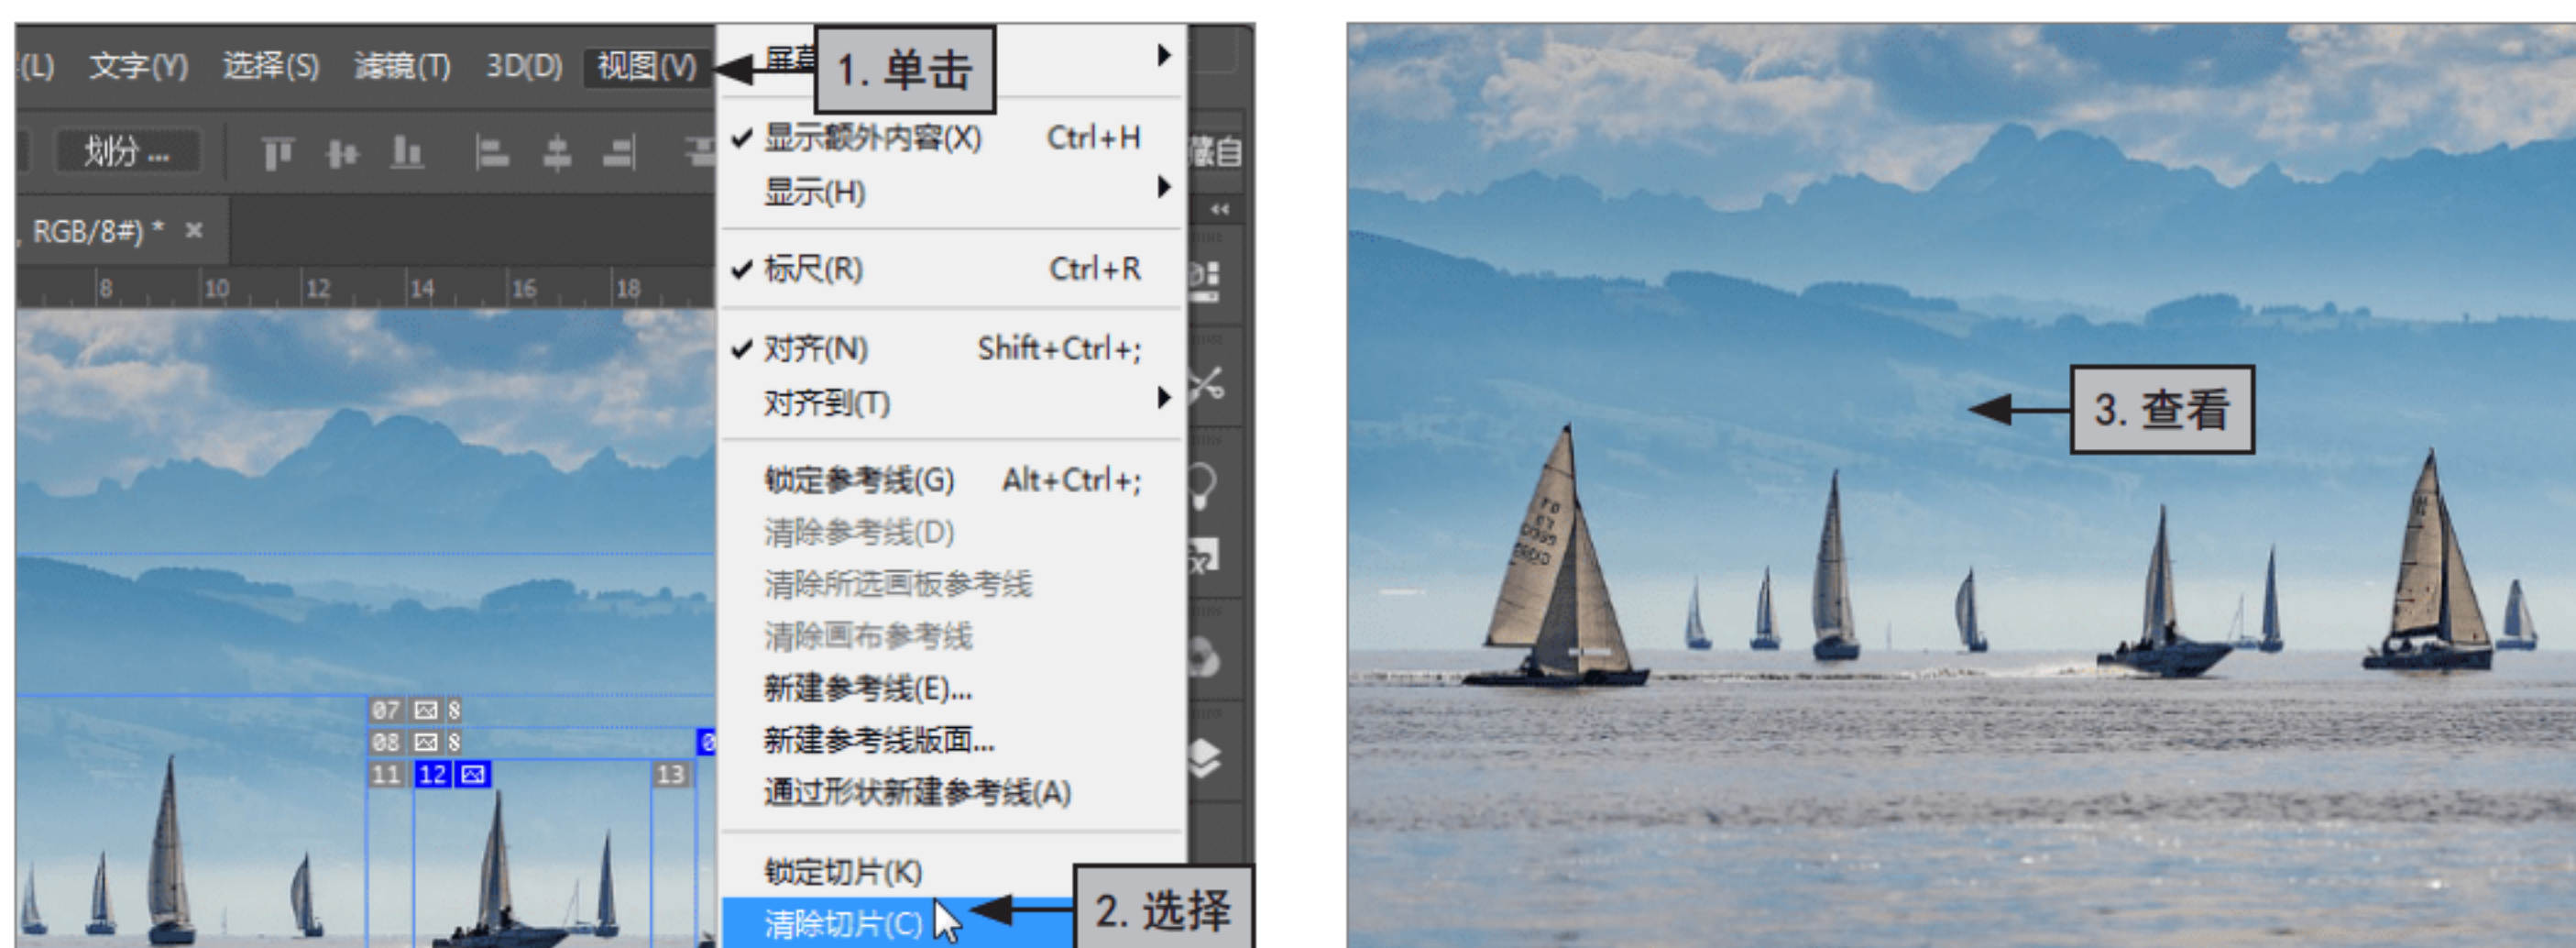 (L) 文字(Y) 选择(S) 滤镜(T) 3D(D) 视图(V)
1. 单击
划分 ...
显示额外内容(X) Ctrl+H
显示(H)
RGB/8#) * ×
标尺(R) Ctrl+R
8 10 12 14 16 18
对齐(N) Shift+Ctrl+;
对齐到(T)
锁定参考线(G) Alt+Ctrl+;
清除参考线(D)
清除所选画板参考线
清除画布参考线
新建参考线(E)...
新建参考线版面...
通过形状新建参考线(A)
锁定切片(K)
清除切片(C)
2. 选择
07 8
08 8
11 12 13
3. 查看